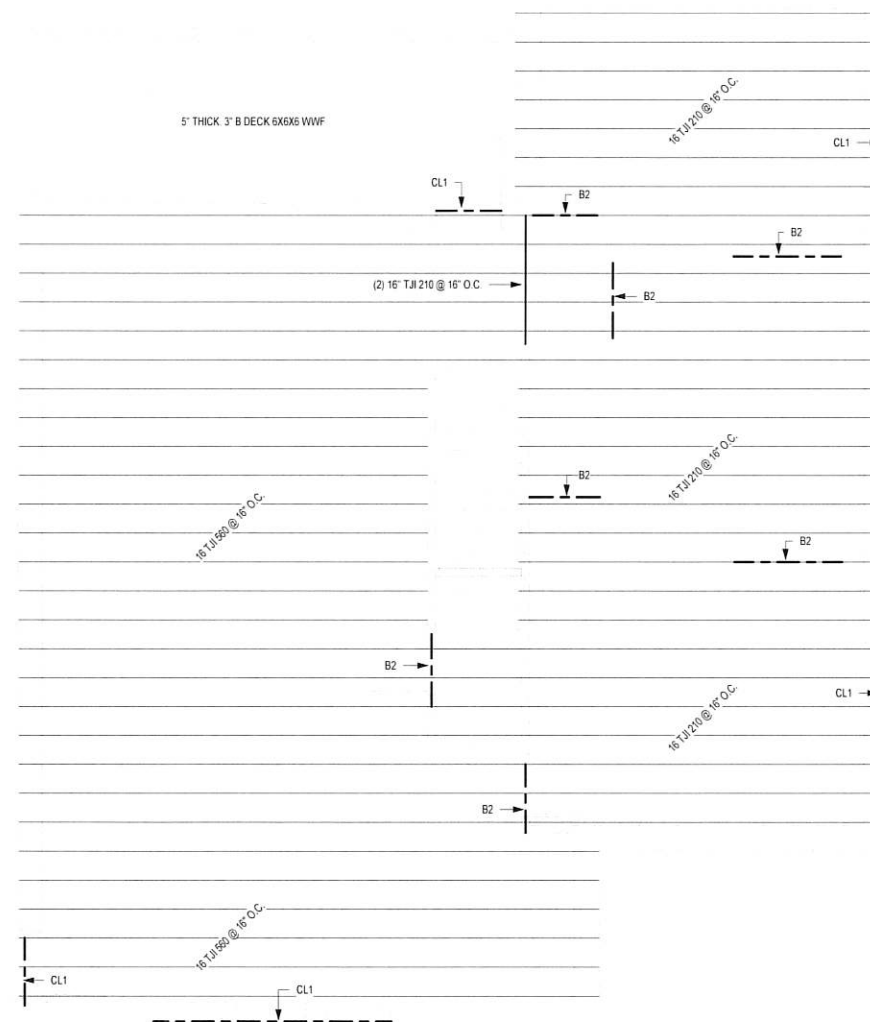 16 TJI 210 @ 16" O.C.
5" THICK 3" B DECK 6X6X6 WWF
CL1
CL1
B2
B2
(2) 16" TJI 210 @ 16" O.C.
B2
16 TJI 210 @ 16" O.C.
B2
16 TJI 560 @ 16" O.C.
B2
B2
16 TJI 210 @ 16" O.C.
CL1
B2
16 TJI 560 @ 16" O.C.
CL1
CL1